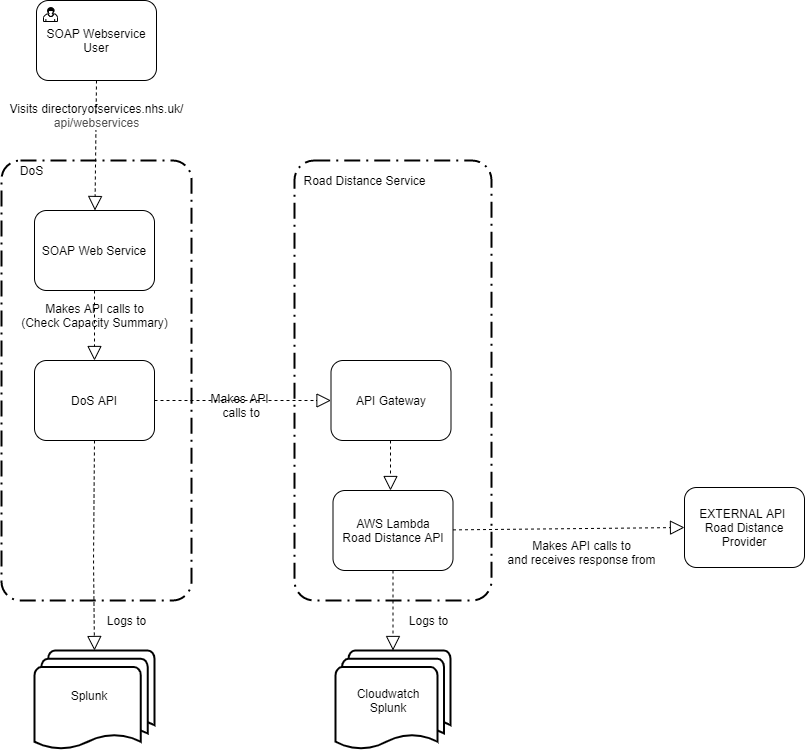 SOAP Webservice
User
Visits directoryofservices.nhs.uk/
api/webservices
DoS
Road Distance Service
SOAP Web Service
Makes API calls to
(Check Capacity Summary)
DoS API
Makes API
calls to
API Gateway
AWS Lambda
Road Distance API
EXTERNAL API
Road Distance
Provider
Makes API calls to
and receives response from
Logs to
Logs to
Splunk
Cloudwatch
Splunk